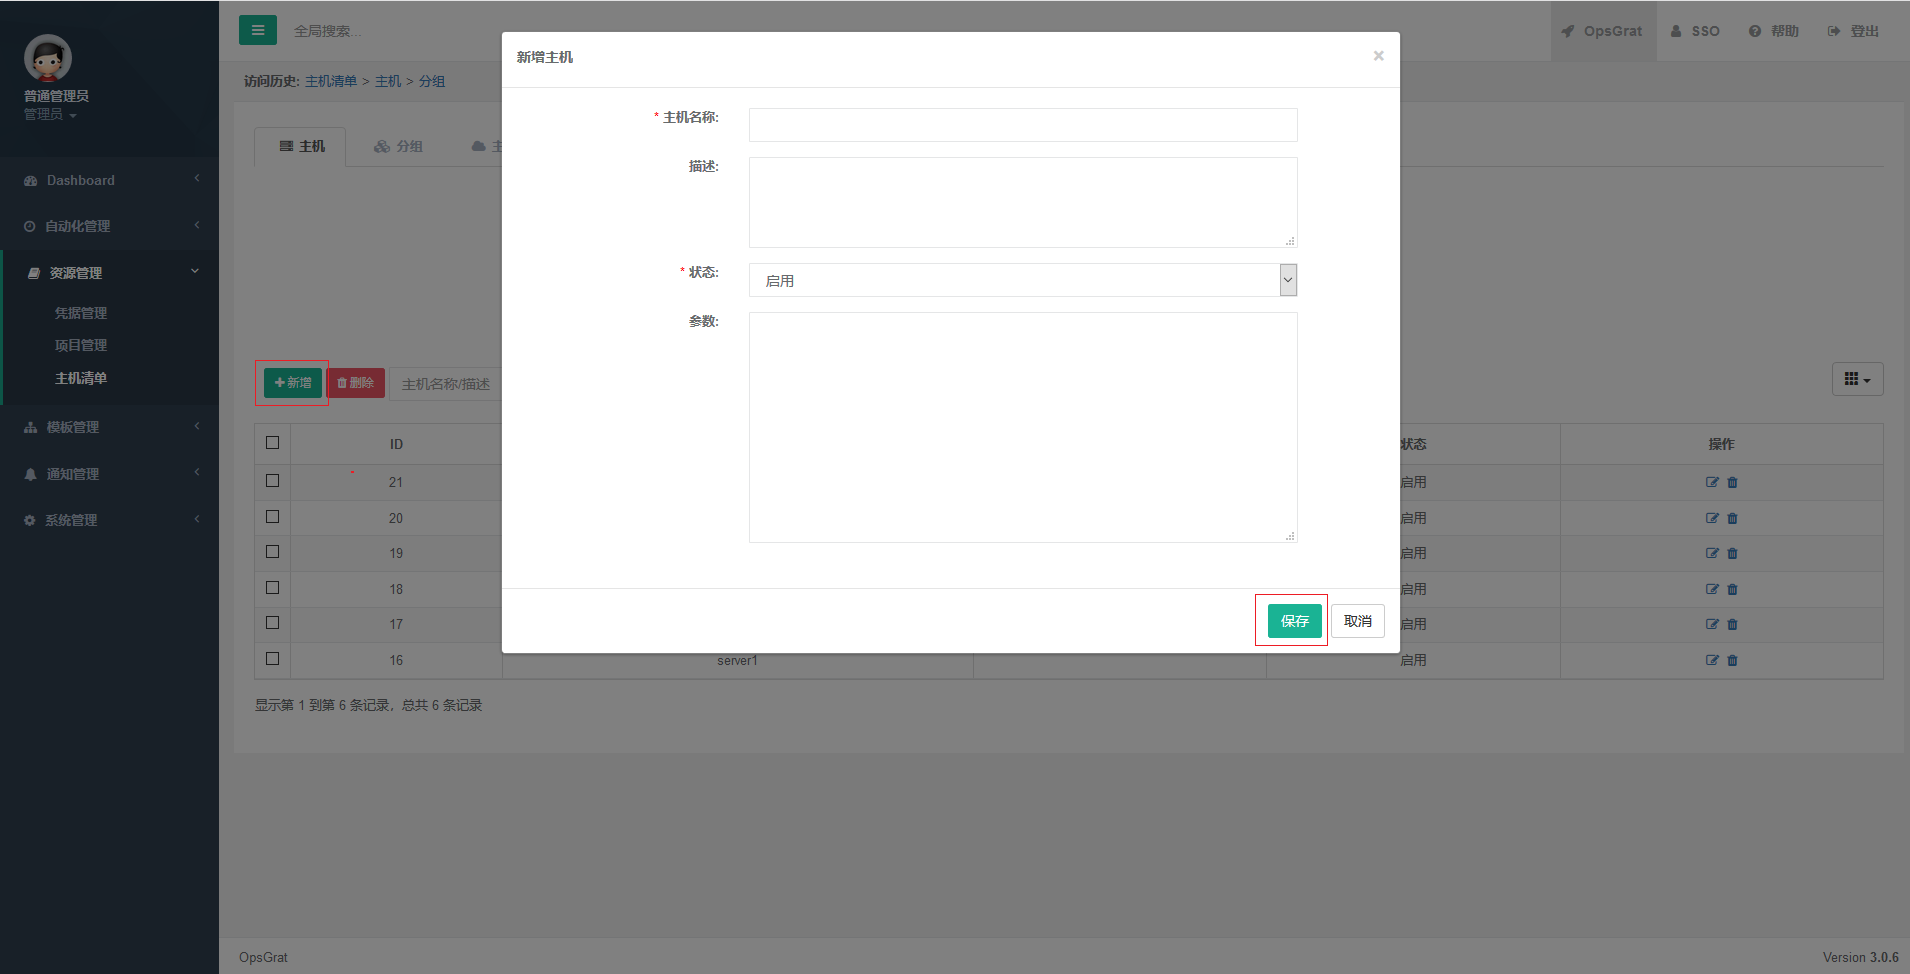 全局搜索...
OpsGrat
SSO
帮助
登出
普通管理员
管理员
Dashboard
自动化管理
资源管理
凭据管理
项目管理
主机清单
模板管理
通知管理
系统管理
访问历史: 主机清单 > 主机 > 分组
主机
分组
主
新增
删除
主机名称/描述
新增主机
×
* 主机名称:
描述:
* 状态:
启用
参数:
保存
取消
ID
状态
操作
21
启用
20
启用
19
启用
18
启用
17
启用
16
server1
启用
显示第 1 到第 6 条记录，总共 6 条记录
OpsGrat
Version 3.0.6